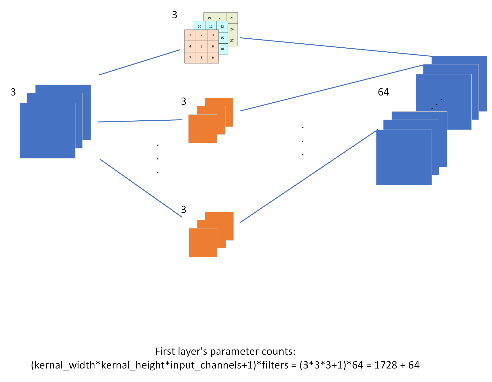 3
3
3
64
3
First layer's parameter counts:
(kernal_width*kernal_height*input_channels+1)*filters = (3*3*3+1)*64 = 1728 + 64